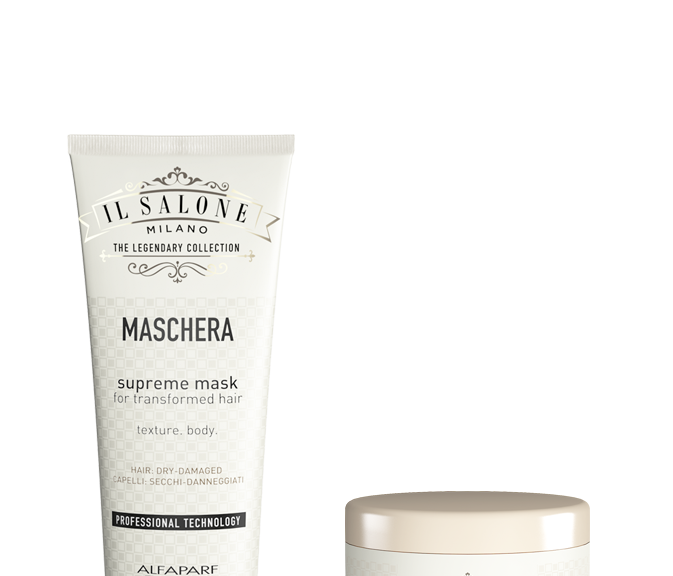 IL SALONE
MILANO
THE LEGENDARY COLLECTION
MASCHERA
supreme mask
for transformed hair
texture. body.
HAIR: DRY-DAMAGED
CAPELLI: SECCHI-DANNEGGIATI
PROFESSIONAL TECHNOLOGY
ALFAPARF